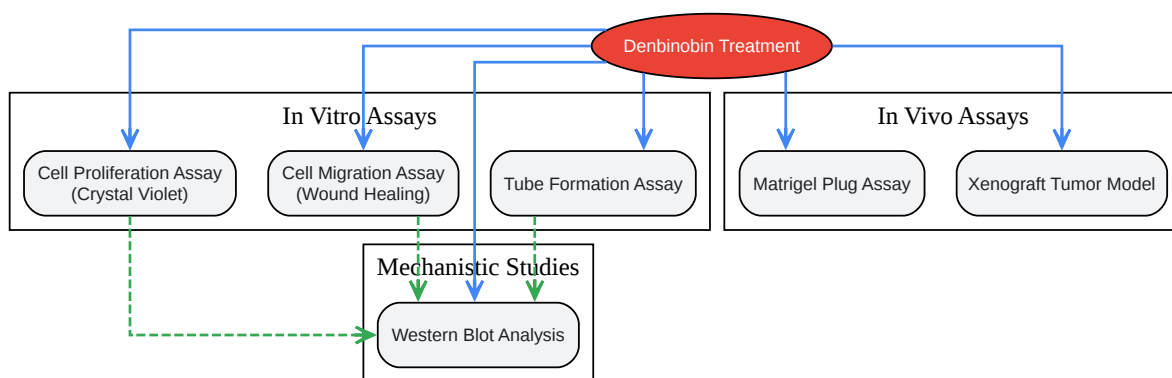 Denbinobin Treatment
In Vitro Assays
In Vivo Assays
Cell Proliferation Assay
(Crystal Violet)
Cell Migration Assay
(Wound Healing)
Tube Formation Assay
Matrigel Plug Assay
Xenograft Tumor Model
Mechanistic Studies
Western Blot Analysis